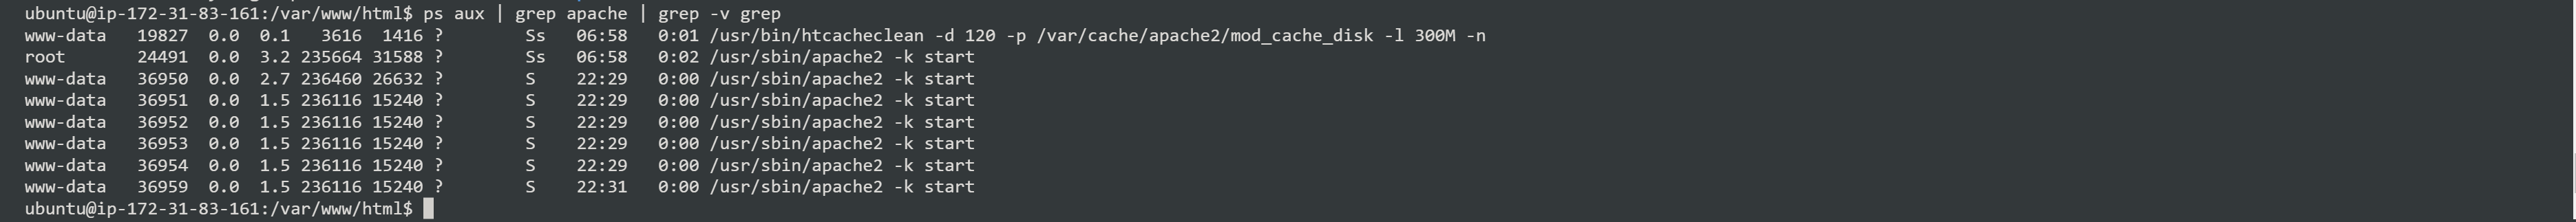 ubuntu@ip-172-31-83-161:/var/www/html$ ps aux | grep apache | grep -v grep
www-data   19827  0.0  0.1   3616  1416 ?        Ss   06:58   0:01 /usr/bin/htcacheclean -d 120 -p /var/cache/apache2/mod_cache_disk -l 300M -n
root       24491  0.0  3.2 235664 31588 ?        Ss   06:58   0:02 /usr/sbin/apache2 -k start
www-data   36950  0.0  2.7 236460 26632 ?        S    22:29   0:00 /usr/sbin/apache2 -k start
www-data   36951  0.0  1.5 236116 15240 ?        S    22:29   0:00 /usr/sbin/apache2 -k start
www-data   36952  0.0  1.5 236116 15240 ?        S    22:29   0:00 /usr/sbin/apache2 -k start
www-data   36953  0.0  1.5 236116 15240 ?        S    22:29   0:00 /usr/sbin/apache2 -k start
www-data   36954  0.0  1.5 236116 15240 ?        S    22:29   0:00 /usr/sbin/apache2 -k start
www-data   36959  0.0  1.5 236116 15240 ?        S    22:31   0:00 /usr/sbin/apache2 -k start
ubuntu@ip-172-31-83-161:/var/www/html$